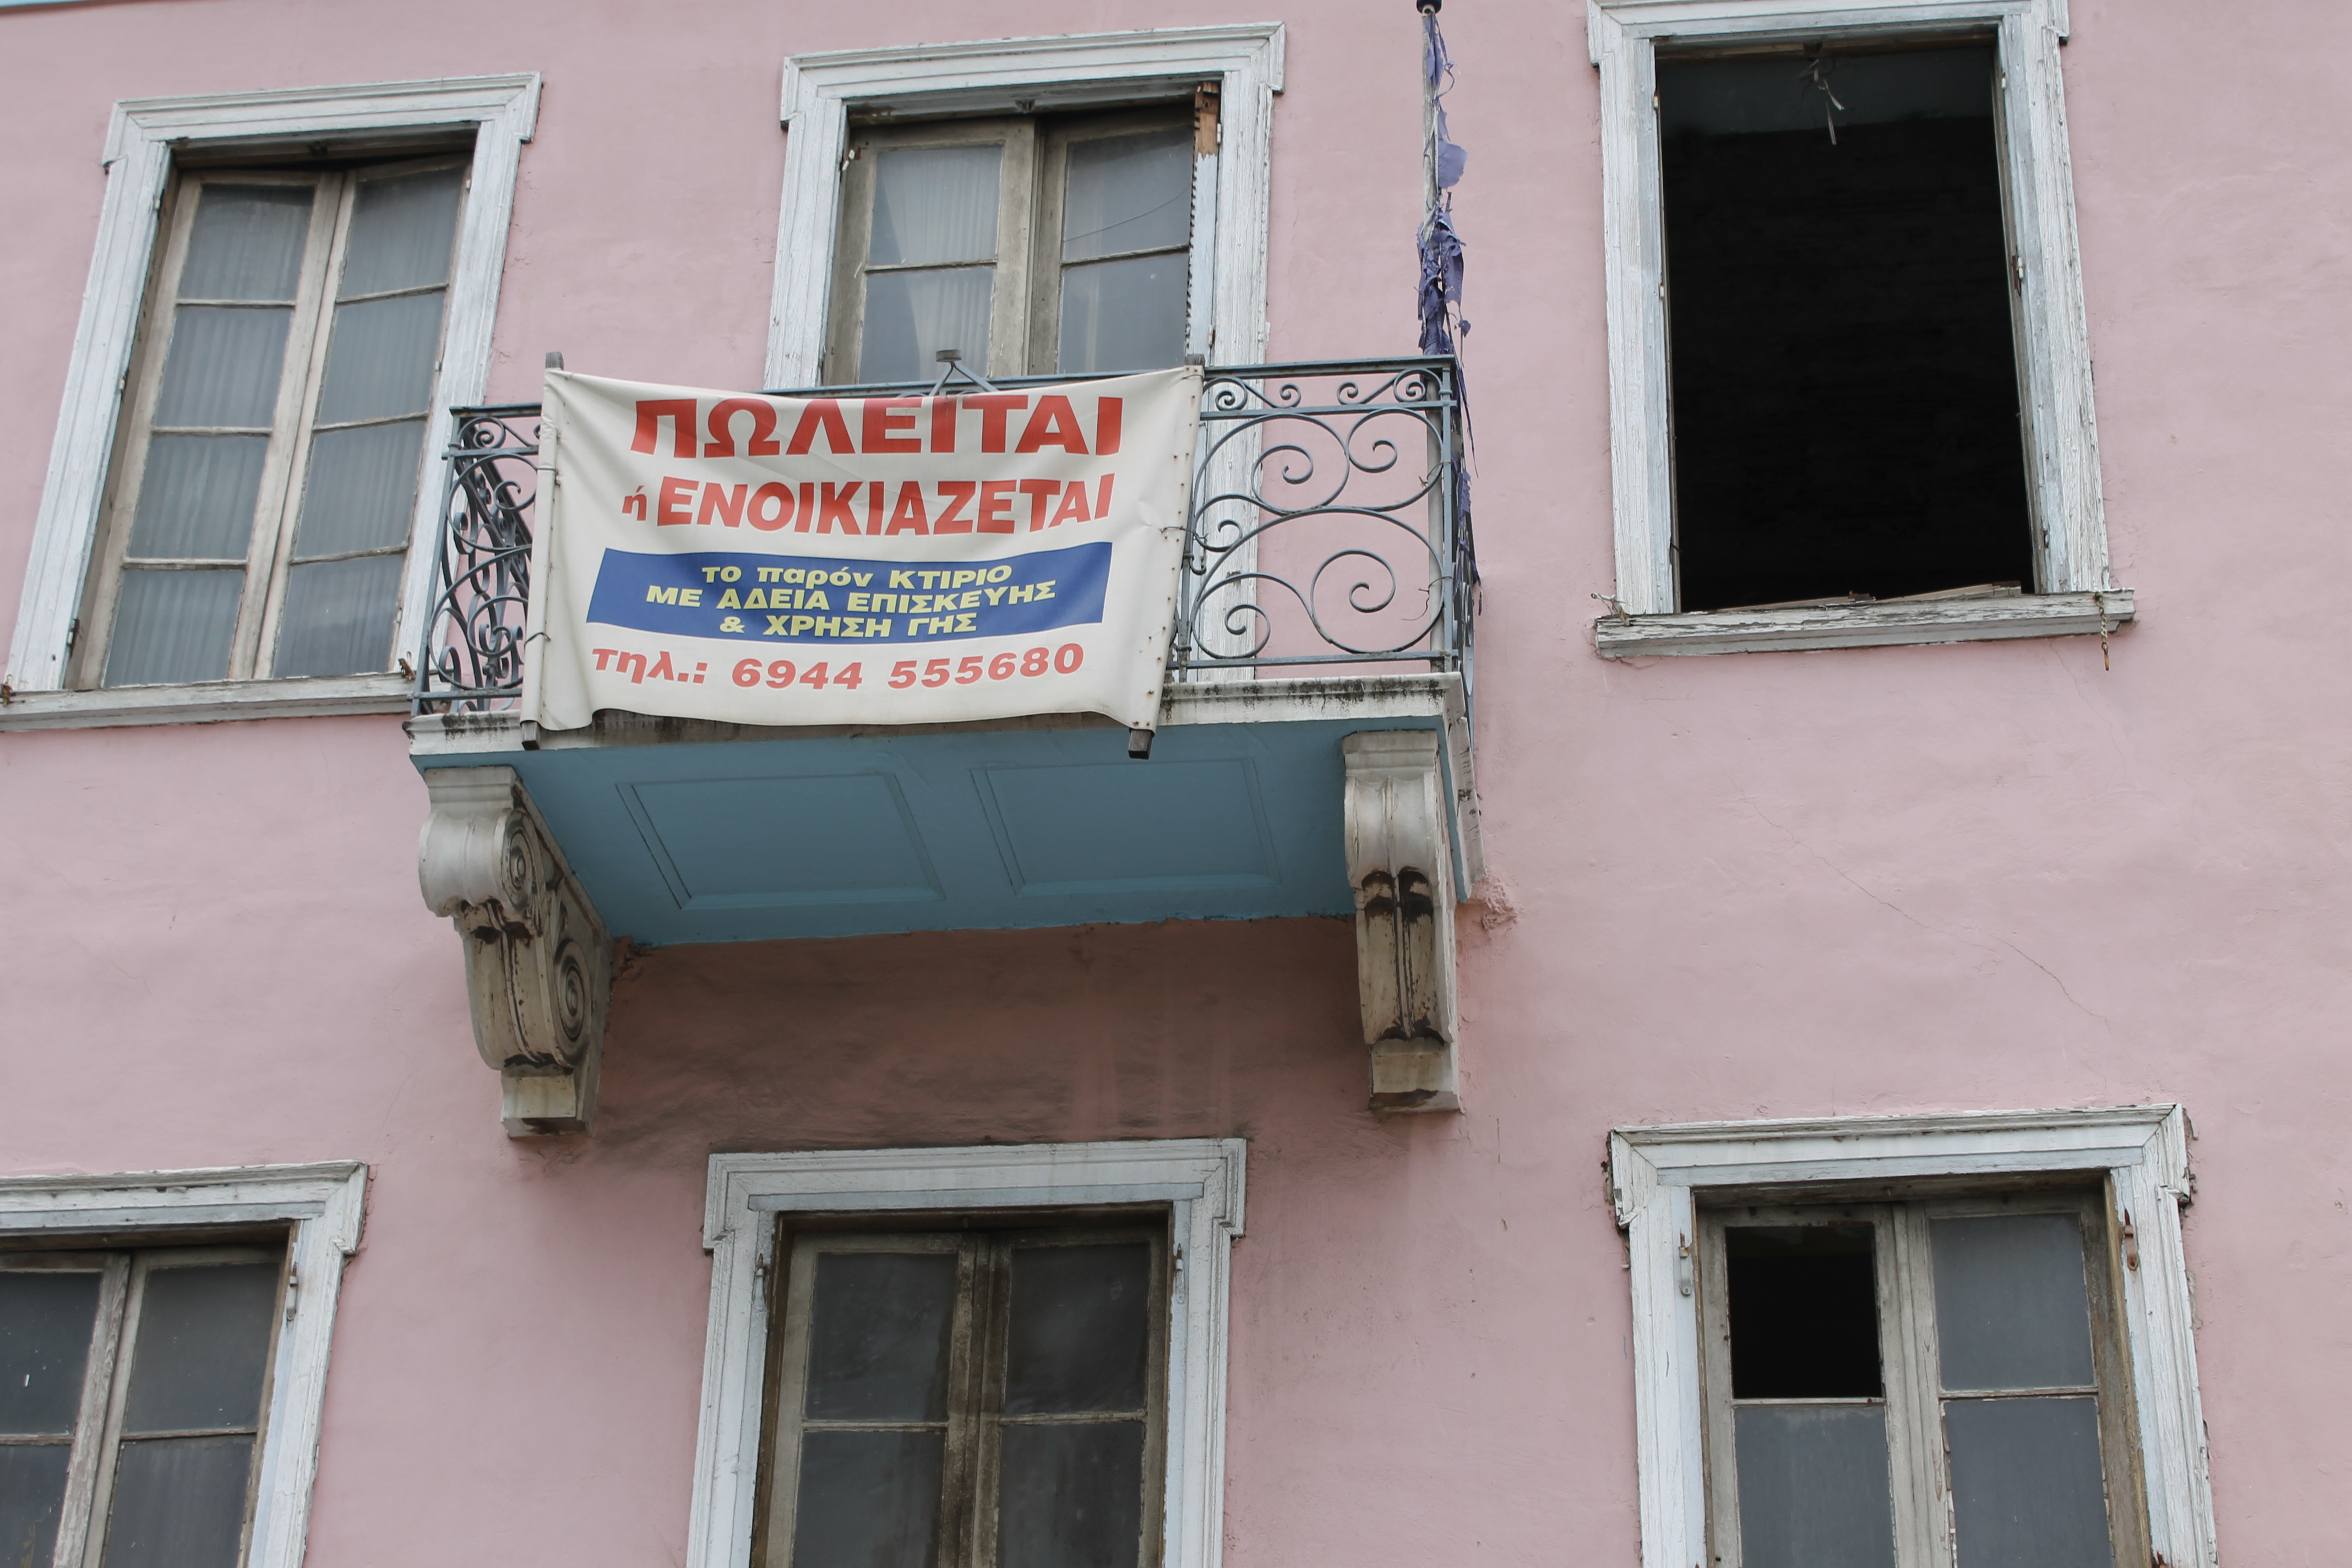 ΠΩΛΕΙΤΑΙ
ή ΕΝΟΙΚΙΑΖΕΤΑΙ
το παρόν ΚΤΙΡΙΟ
ΜΕ ΑΔΕΙΑ ΕΠΙΣΚΕΥΗΣ
& ΧΡΗΣΗ ΓΗΣ
τηλ.: 6944 555680